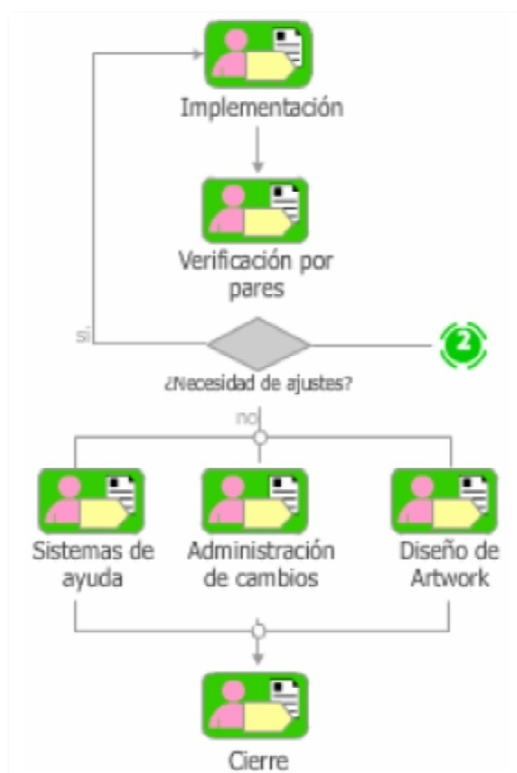 Implementación
Verificación por
pares
si
2
¿Necesidad de ajustes?
no
Sistemas de
ayuda
Administración
de cambios
Diseño de
Artwork
Cierre